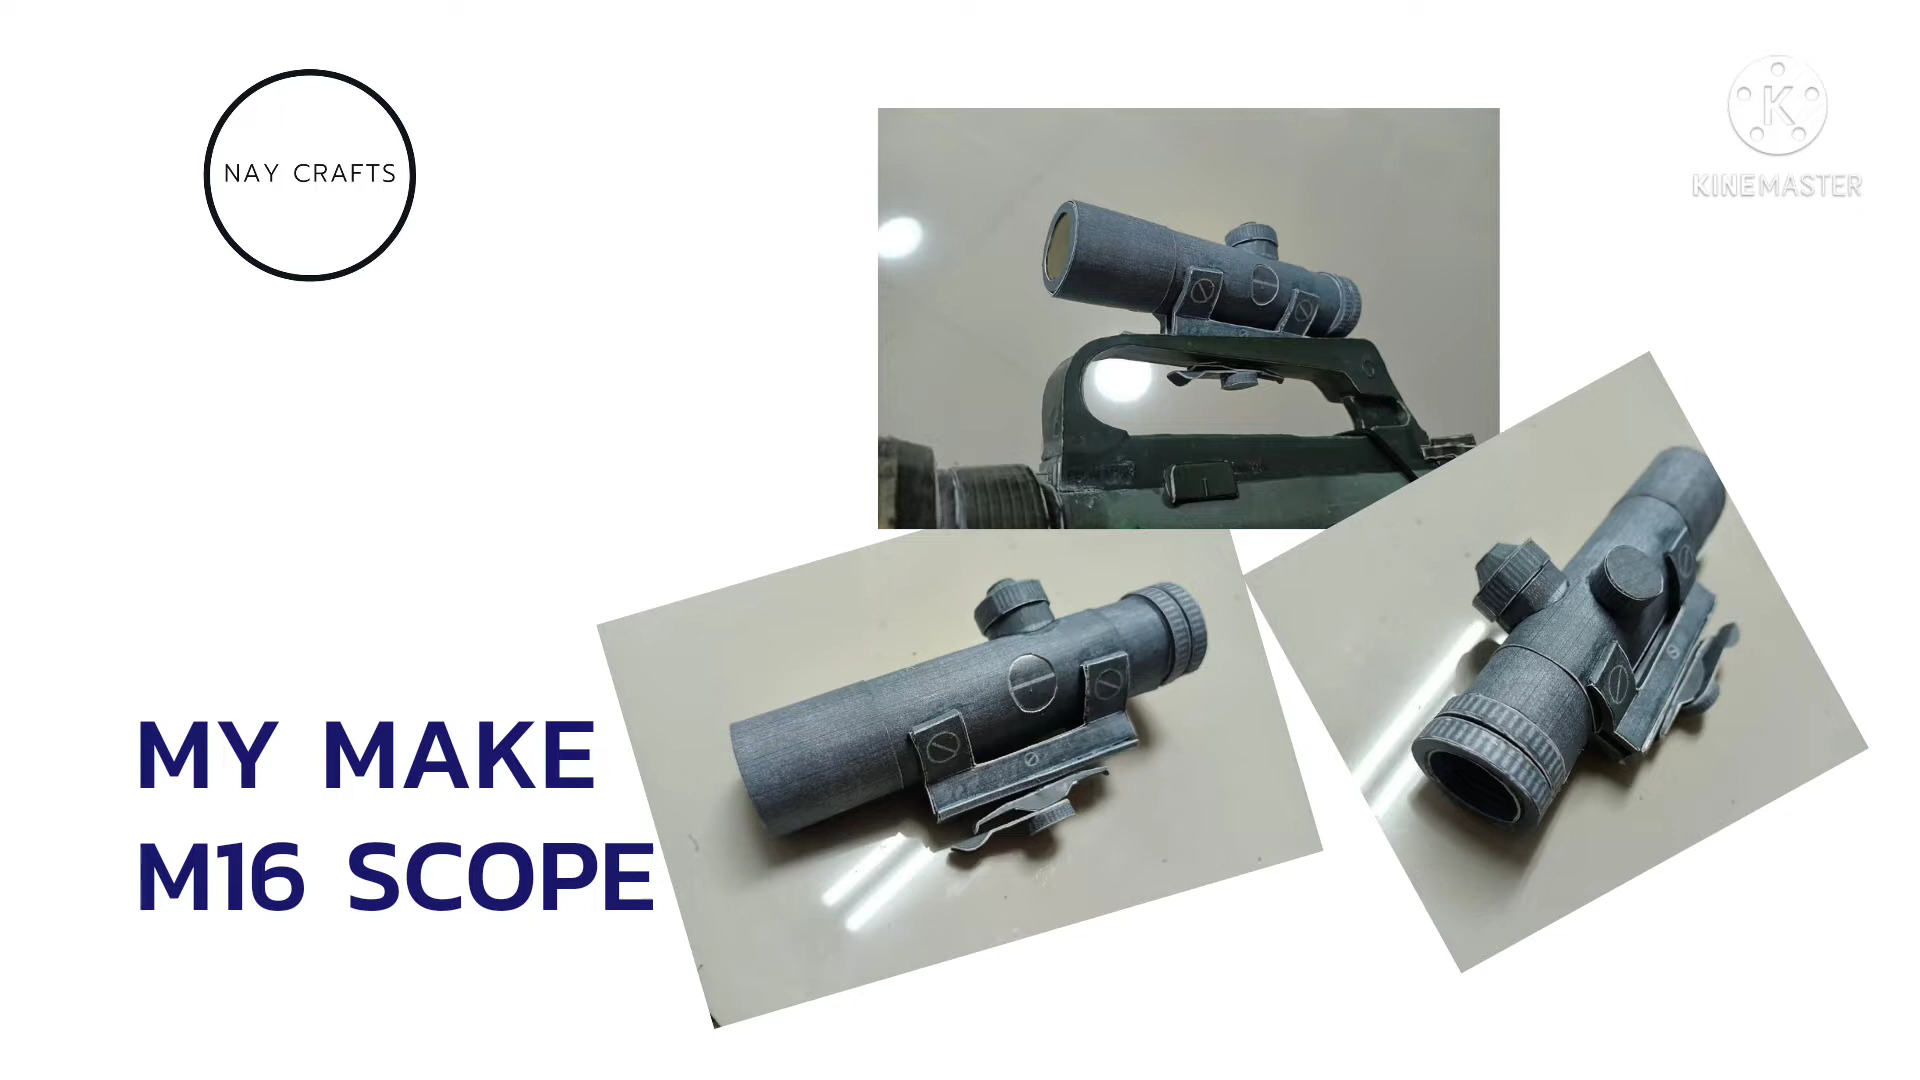 NAY CRAFTS
K
KINEMASTER
MY MAKE
M16 SCOPE